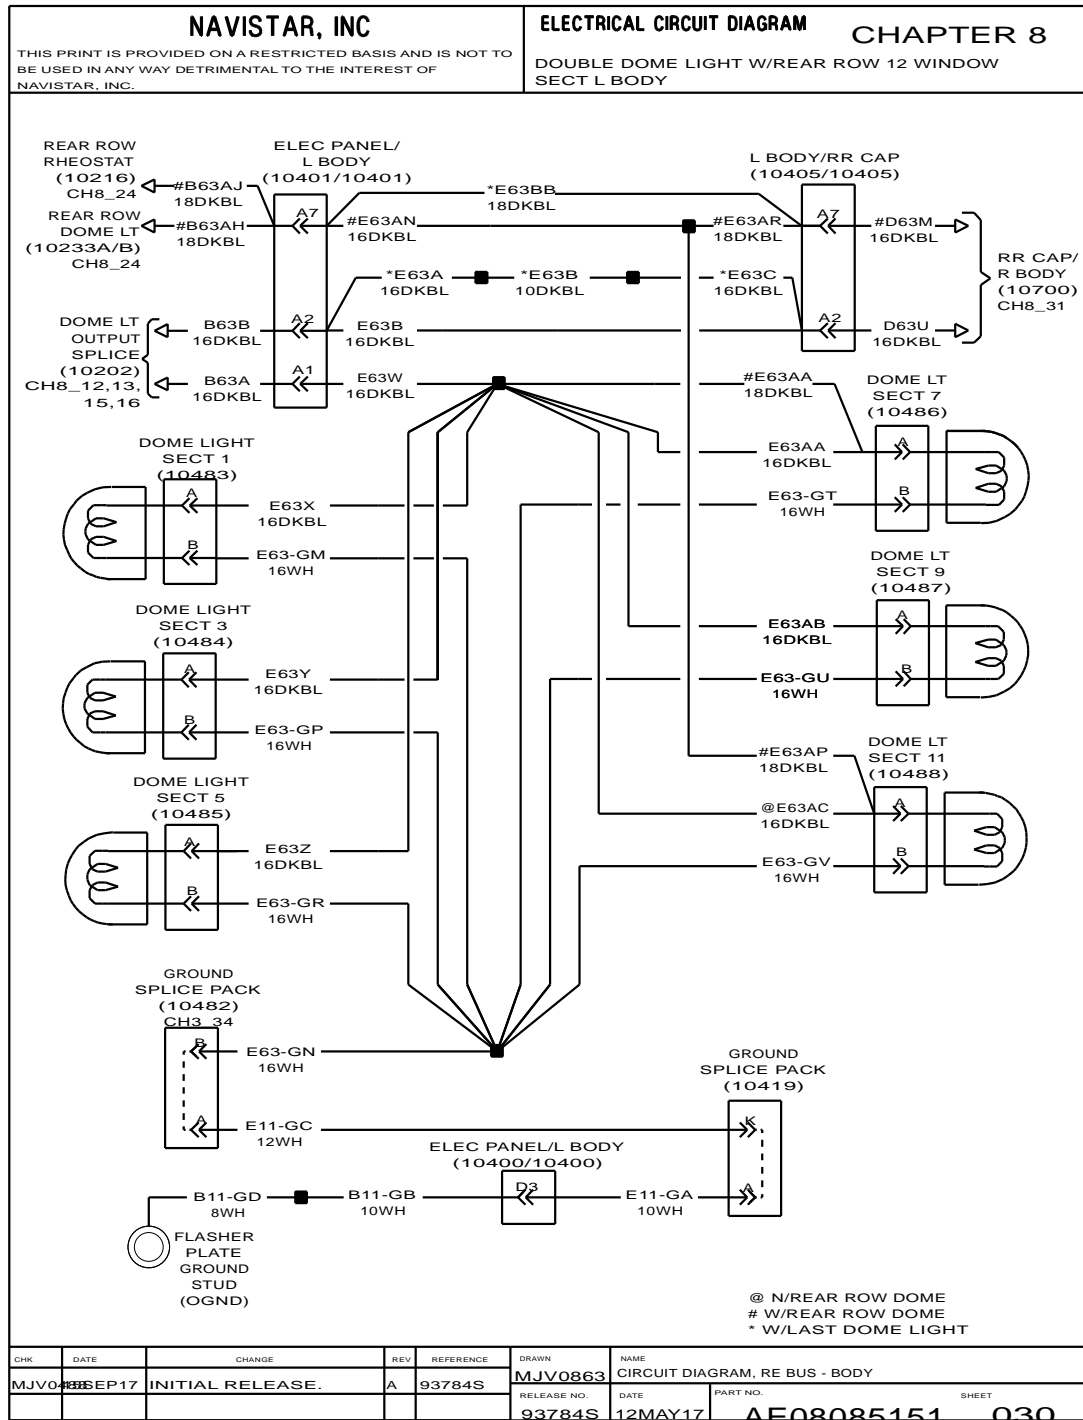 NAVISTAR, INC
THIS PRINT IS PROVIDED ON A RESTRICTED BASIS AND IS NOT TO
BE USED IN ANY WAY DETRIMENTAL TO THE INTEREST OF
NAVISTAR, INC.
ELECTRICAL CIRCUIT DIAGRAM
CHAPTER 8
DOUBLE DOME LIGHT W/REAR ROW 12 WINDOW
SECT L BODY
REAR ROW
RHEOSTAT
(10216)
CH8_24
#B63AJ
18DKBL
REAR ROW
DOME LT
(10233A/B)
CH8_24
#B63AH
18DKBL
ELEC PANEL/
L BODY
(10401/10401)
A7
*E63BB
18DKBL
#E63AN
16DKBL
#E63AR
18DKBL
L BODY/RR CAP
(10405/10405)
A7
#D63M
16DKBL
RR CAP/
R BODY
(10700)
CH8_31
*E63A
16DKBL
*E63B
10DKBL
*E63C
16DKBL
DOME LT
OUTPUT
SPLICE
(10202)
CH8_12,13,
15,16
B63B
16DKBL
A2
E63B
16DKBL
A2
D63U
16DKBL
B63A
16DKBL
A1
E63W
16DKBL
#E63AA
18DKBL
DOME LT
SECT 7
(10486)
E63AA
16DKBL
A
E63-GT
16WH
B
DOME LIGHT
SECT 1
(10483)
A
E63X
16DKBL
B
E63-GM
16WH
DOME LT
SECT 9
(10487)
E63AB
16DKBL
A
E63-GU
16WH
B
DOME LIGHT
SECT 3
(10484)
A
E63Y
16DKBL
B
E63-GP
16WH
DOME LT
SECT 11
(10488)
#E63AP
18DKBL
@E63AC
16DKBL
A
E63-GV
16WH
B
DOME LIGHT
SECT 5
(10485)
A
E63Z
16DKBL
B
E63-GR
16WH
GROUND
SPLICE PACK
(10482)
CH3_34
B
E63-GN
16WH
A
E11-GC
12WH
GROUND
SPLICE PACK
(10419)
K
A
ELEC PANEL/L BODY
(10400/10400)
D3
B11-GD
8WH
B11-GB
10WH
E11-GA
10WH
FLASHER
PLATE
GROUND
STUD
(OGND)
@ N/REAR ROW DOME
# W/REAR ROW DOME
* W/LAST DOME LIGHT
CHK DATE CHANGE REV REFERENCE
INITIAL RELEASE. A 93784S
DRAWN
MJV0863
NAME
CIRCUIT DIAGRAM, RE BUS - BODY
RELEASE NO.
93784S
DATE
12MAY17
PART NO.
AE08085151
SHEET
030